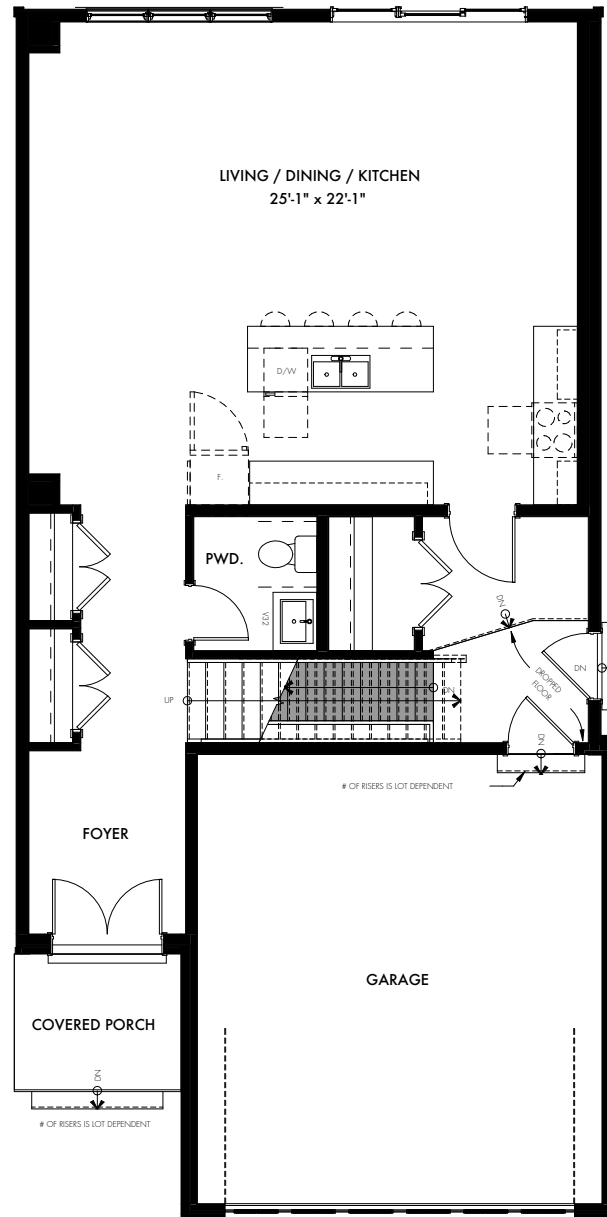 LIVING / DINING / KITCHEN
25'-1" x 22'-1"
D/W
F.
PWD.
V32
DN
DN
UP
DN
DROPPED
FLOOR
DN
# OF RISERS IS LOT DEPENDENT
FOYER
GARAGE
COVERED PORCH
DN
# OF RISERS IS LOT DEPENDENT